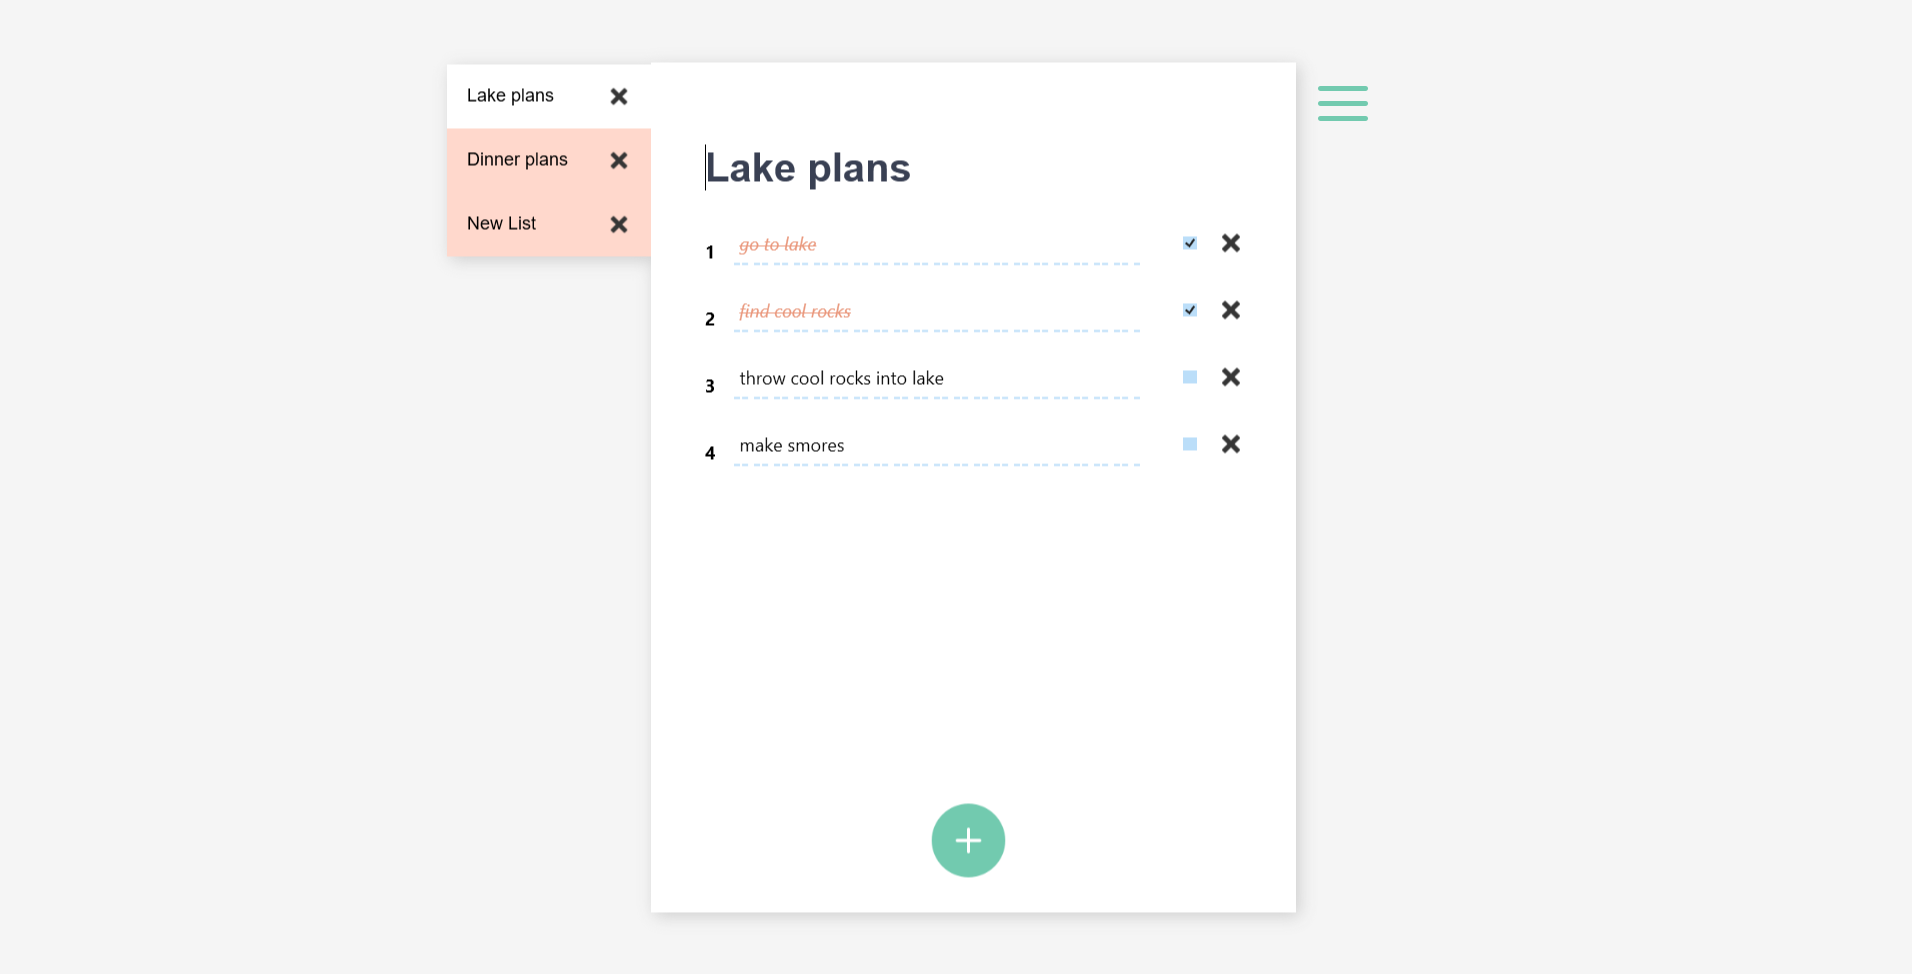 Lake plans
Dinner plans
New List
Lake plans
1 go to lake
2 find cool rocks
3 throw cool rocks into lake
4 make smores